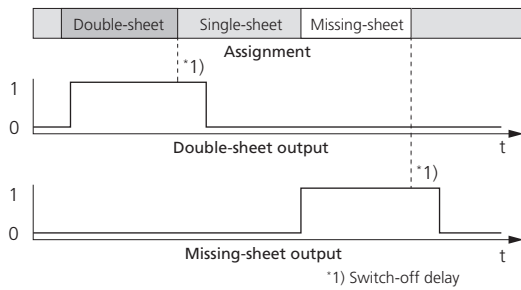 Double-sheet Single-sheet Missing-sheet
Assignment
*1)
1
0
Double-sheet output t
*1)
1
0
Missing-sheet output t
*1) Switch-off delay